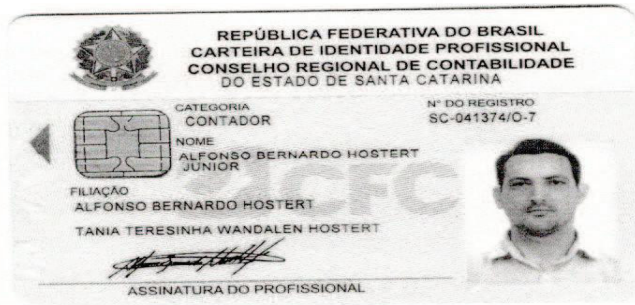 REPÚBLICA FEDERATIVA DO BRASIL
CARTEIRA DE IDENTIDADE PROFISSIONAL
CONSELHO REGIONAL DE CONTABILIDADE
DO ESTADO DE SANTA CATARINA
CATEGORIA
CONTADOR
Nº DO REGISTRO
SC-041374/O-7
NOME
ALFONSO BERNARDO HOSTERT
JUNIOR
CFC
FILIAÇÃO
ALFONSO BERNARDO HOSTERT
TANIA TERESINHA WANDALEN HOSTERT
ASSINATURA DO PROFISSIONAL